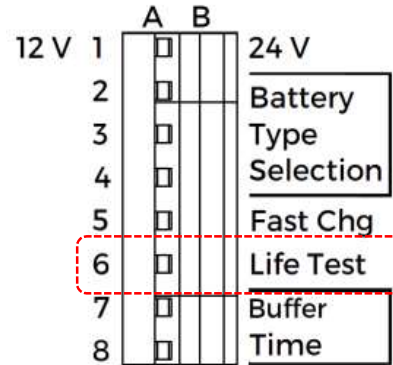 A B
12 V 1 24 V
2 Battery
3 Type
4 Selection
5 Fast Chg
6 Life Test
7 Buffer
8 Time